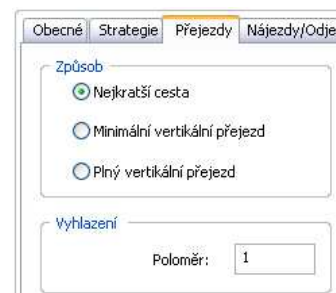 Obecné Strategie Přejezdy Nájezdy/Odje
Způsob
Nejkratší cesta
Minimální vertikální přejezd
Plný vertikální přejezd
Vyhlazení
Poloměr: 1